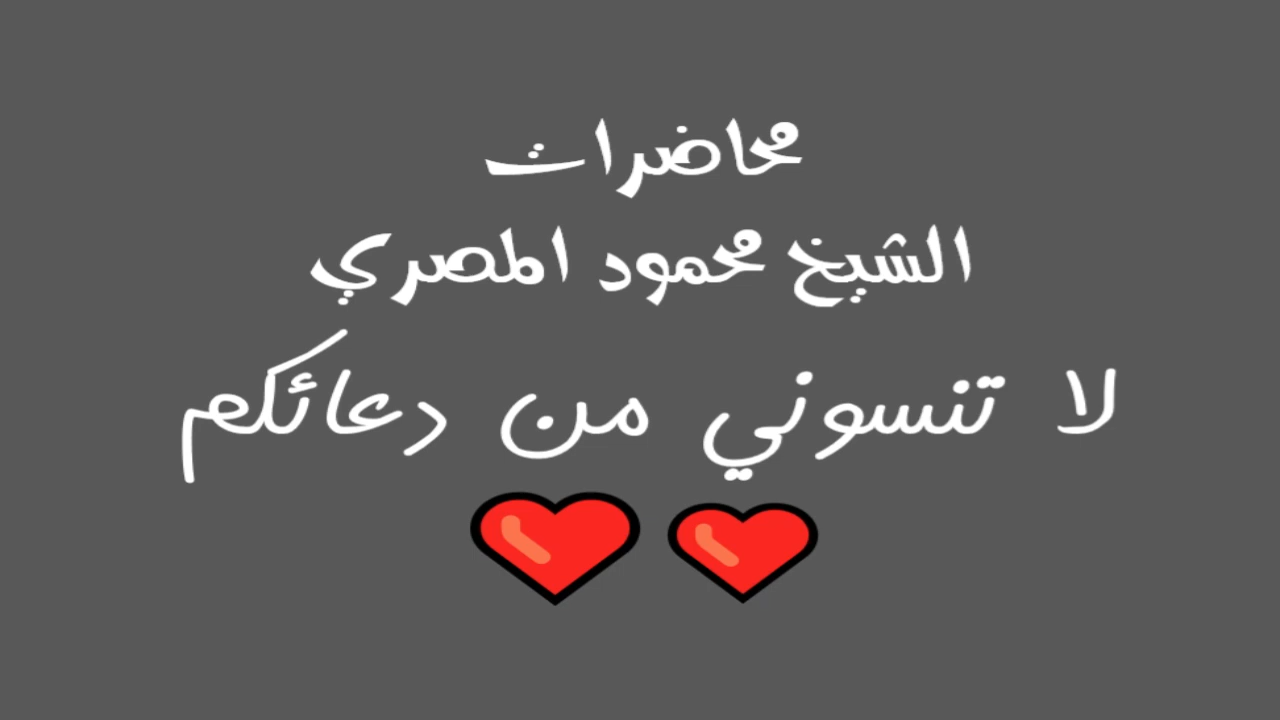 محاضرات
الشيخ محمود المصري
لا تنسوني من دعائكم